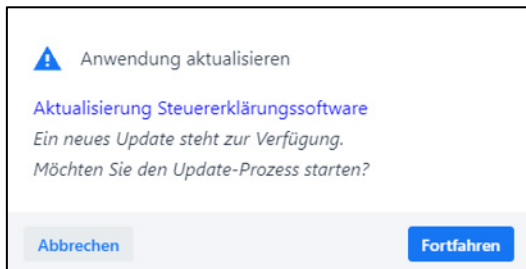 Anwendung aktualisieren
Aktualisierung Steuererklärungssoftware
Ein neues Update steht zur Verfügung.
Möchten Sie den Update-Prozess starten?
Abbrechen
Fortfahren